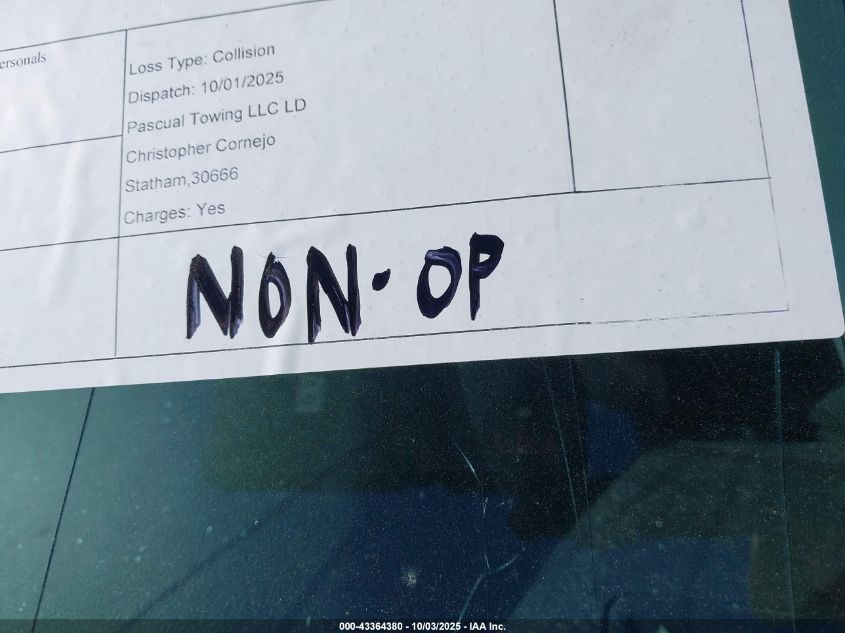 ersonals
Loss Type: Collision
Dispatch: 10/01/2025
Pascual Towing LLC LD
Christopher Cornejo
Statham,30666
Charges: Yes
NON-OP
000-43364380 - 10/03/2025 - IAA Inc.